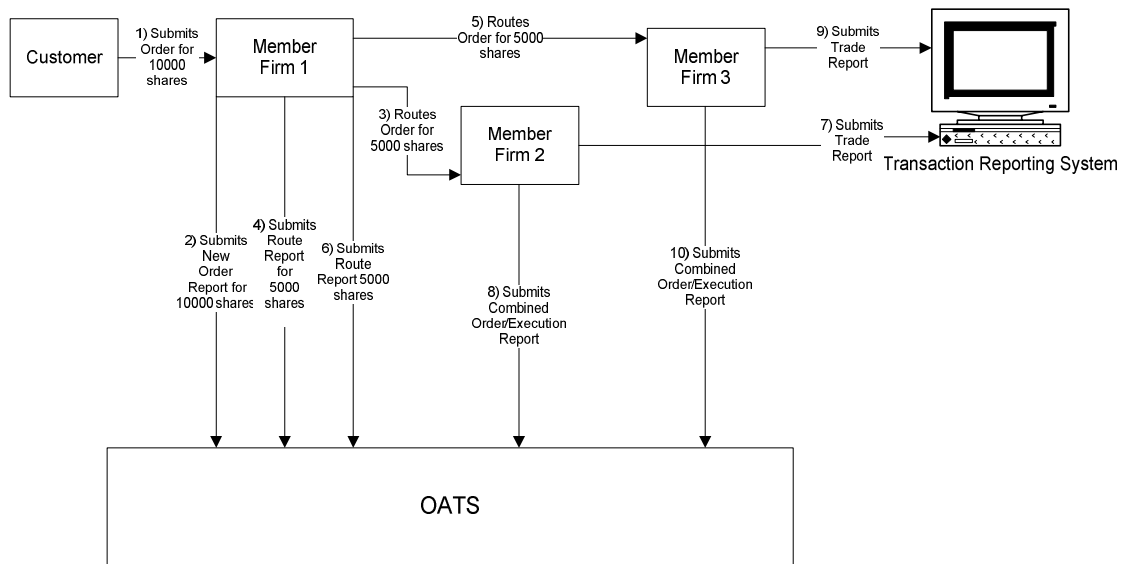 Customer
1) Submits
Order for
10000
shares
Member
Firm 1
5) Routes
Order for 5000
shares
Member
Firm 3
9) Submits
Trade
Report
3) Routes
Order for
5000 shares
Member
Firm 2
7) Submits
Trade
Report
Transaction Reporting System
2) Submits
New
Order
Report for
10000 shares
4) Submits
Route
Report
for
5000
shares
6) Submits
Route
Report 5000
shares
8) Submits
Combined
Order/Execution
Report
10) Submits
Combined
Order/Execution
Report
OATS